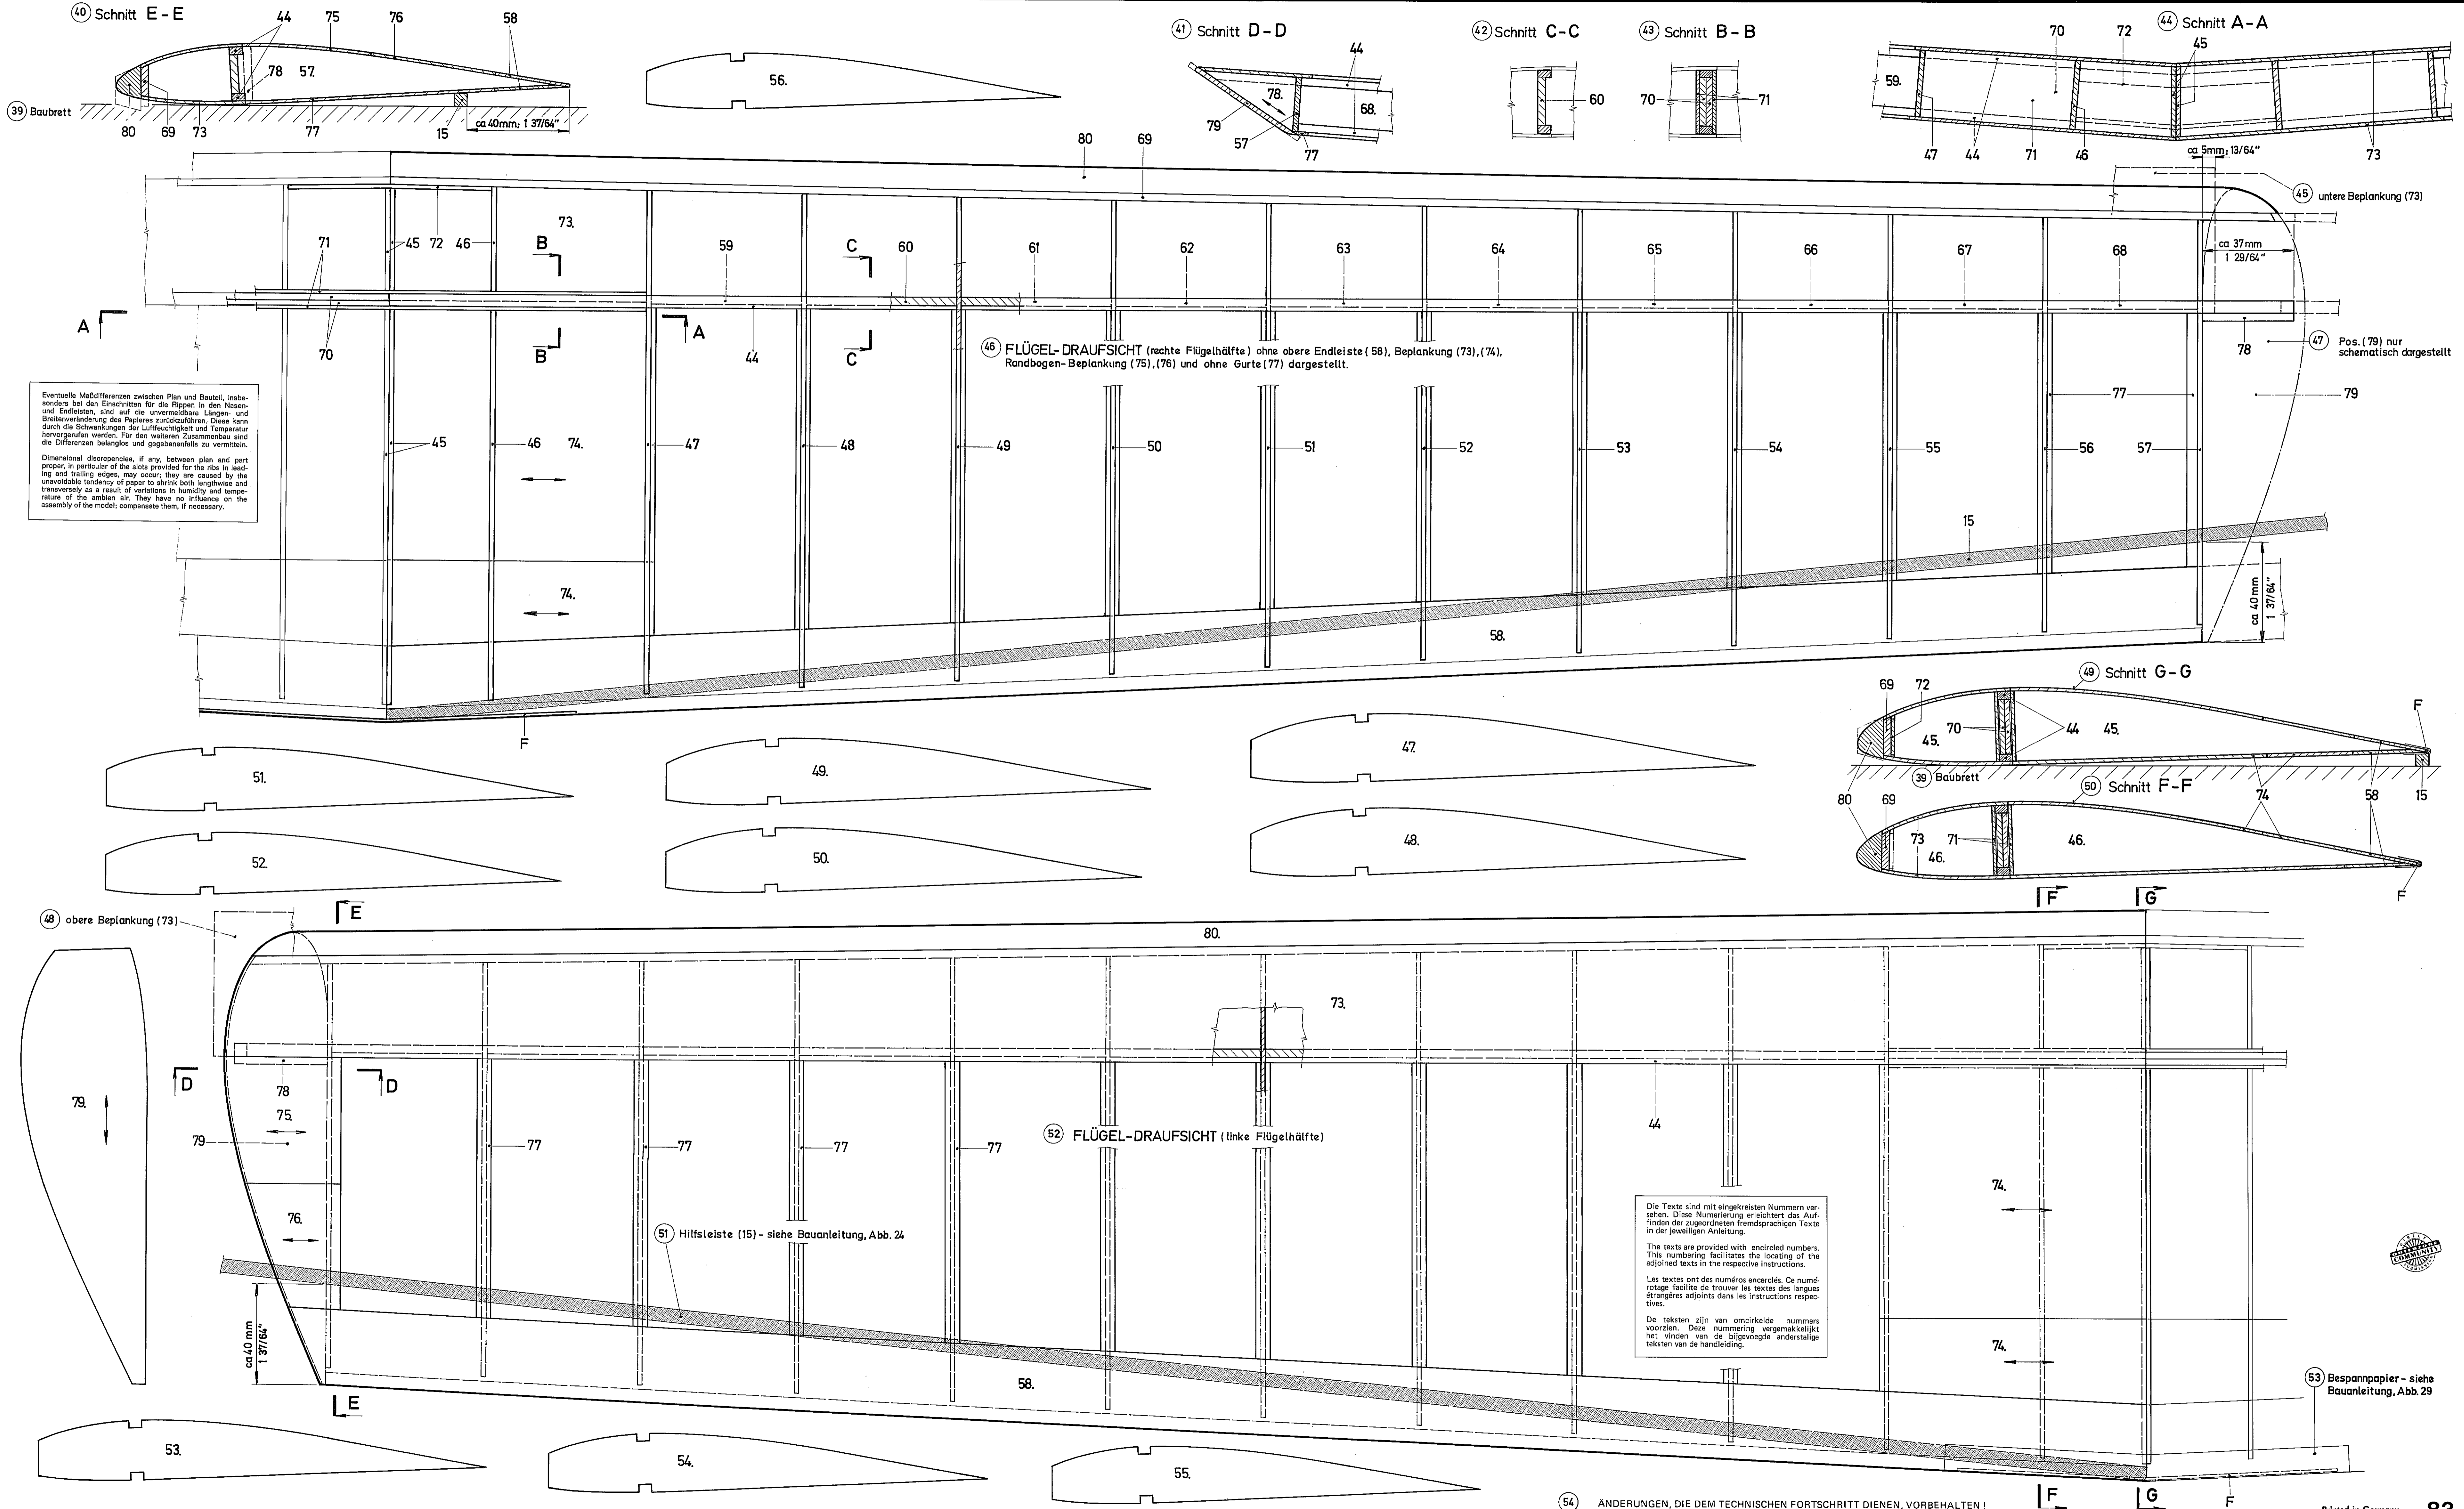 40 Schnitt E-E
44 75 76 58
78 57.
39 Baubrett
80 69 73 77 15
ca 40mm; 1 37/64"
56.
41 Schnitt D-D
44
78. 68.
79
57
77
42 Schnitt C-C
60
43 Schnitt B-B
70 71
44 Schnitt A-A
70 72 45
59.
47 44 71 46 73
ca 5mm; 13/64"
45 untere Beplankung (73)
80 69
73.
71 45 72 46 B 59 C 60 61 62 63 64 65 66 67 68
ca 37mm
1 29/64"
A A
70 B 44 C
78
46 FLÜGEL-DRAUFSICHT (rechte Flügelhälfte) ohne obere Endleiste (58), Beplankung (73),(74),
Randbogen-Beplankung (75),(76) und ohne Gurte (77) dargestellt.
47 Pos. (79) nur
schematisch dargestellt
77 79
Eventuelle Maßdifferenzen zwischen Plan und Bauteil, insbe-
sonders bei den Einschnitten für die Rippen in den Nasen-
und Endleisten, sind auf die unvermeidbare Längen- und
Breitenveränderung des Papieres zurückzuführen. Diese kann
durch die Schwankungen der Luftfeuchtigkeit und Temperatur
hervorgerufen werden. Für den weiteren Zusammenbau sind
die Differenzen belanglos und gegebenenfalls zu vermitteln.
Dimensional discrepancies, if any, between plan and part
proper, in particular of the slots provided for the ribs in lead-
ing and trailing edges, may occur; they are caused by the
unavoidable tendency of paper to shrink both lengthwise and
transversely as a result of variations in humidity and tempe-
rature of the ambien air. They have no influence on the
assembly of the model; compensate them, if necessary.
45 46 74. 47 48 49 50 51 52 53 54 55 56 57
15
74.
58.
ca 40mm
1 37/64"
F
51.
49.
47.
52.
50.
48.
49 Schnitt G-G
69 72 F
70 45. 44 45.
39 Baubrett
50 Schnitt F-F
80 69 74 58 15
73 71 46.
46.
F
48 obere Beplankung (73)
E F G
80.
73.
79.
D D
78
75.
79
77 77 77 77
44
52 FLÜGEL-DRAUFSICHT (linke Flügelhälfte)
76.
74.
51 Hilfsleiste (15) - siehe Bauanleitung, Abb. 24
Die Texte sind mit eingekreisten Nummern ver-
sehen. Diese Numerierung erleichtert das Auf-
finden der zugeordneten fremdsprachigen Texte
in der jeweiligen Anleitung.
The texts are provided with encircled numbers.
This numbering facilitates the locating of the
adjoined texts in the respective instructions.
Les textes ont des numéros encerclés. Ce numé-
rotage facilite de trouver les textes des langues
étrangères adjoints dans les instructions respec-
tives.
De teksten zijn van omcirkelde nummers
voorzien. Deze nummering vergemakkelijkt
het vinden van de bijgevoegde anderstalige
teksten van de handleiding.
ca 40 mm
1 37/64"
74.
58.
53 Bespannpapier - siehe
Bauanleitung, Abb. 29
E
53.
54.
55.
F G F
54 ÄNDERUNGEN, DIE DEM TECHNISCHEN FORTSCHRITT DIENEN, VORBEHALTEN !
COMMUNITY